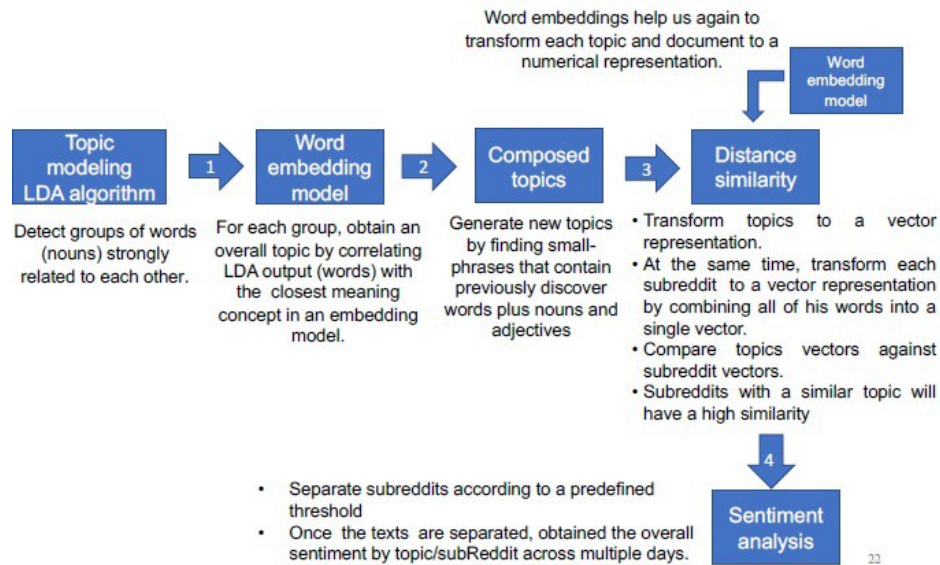 Word embeddings help us again to
transform each topic and document to a
numerical representation.
Word
embedding
model
Topic
modeling
LDA algorithm
1
Word
embedding
model
2
Composed
topics
3
Distance
similarity
Detect groups of words
(nouns) strongly
related to each other.
For each group, obtain an
overall topic by correlating
LDA output (words) with
the closest meaning
concept in an embedding
model.
Generate new topics
by finding small-
phrases that contain
previously discover
words plus nouns and
adjectives
• Transform topics to a vector
representation.
• At the same time, transform each
subreddit to a vector representation
by combining all of his words into a
single vector.
• Compare topics vectors against
subreddit vectors.
• Subreddits with a similar topic will
have a high similarity
4
• Separate subreddits according to a predefined
threshold
• Once the texts are separated, obtained the overall
sentiment by topic/subReddit across multiple days.
Sentiment
analysis
22